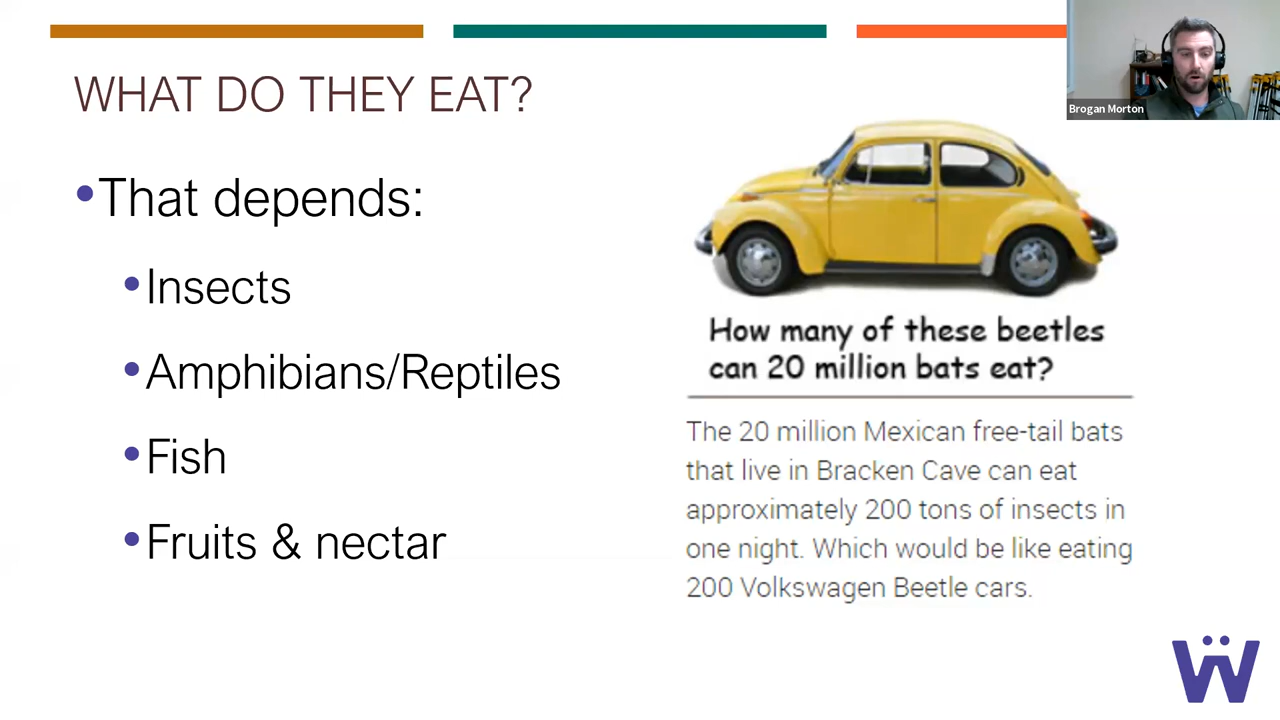 WHAT DO THEY EAT?
•That depends:
•Insects
•Amphibians/Reptiles
•Fish
•Fruits & nectar
Brogan Morton
How many of these beetles
can 20 million bats eat?
The 20 million Mexican free-tail bats
that live in Bracken Cave can eat
approximately 200 tons of insects in
one night. Which would be like eating
200 Volkswagen Beetle cars.
Ẅ